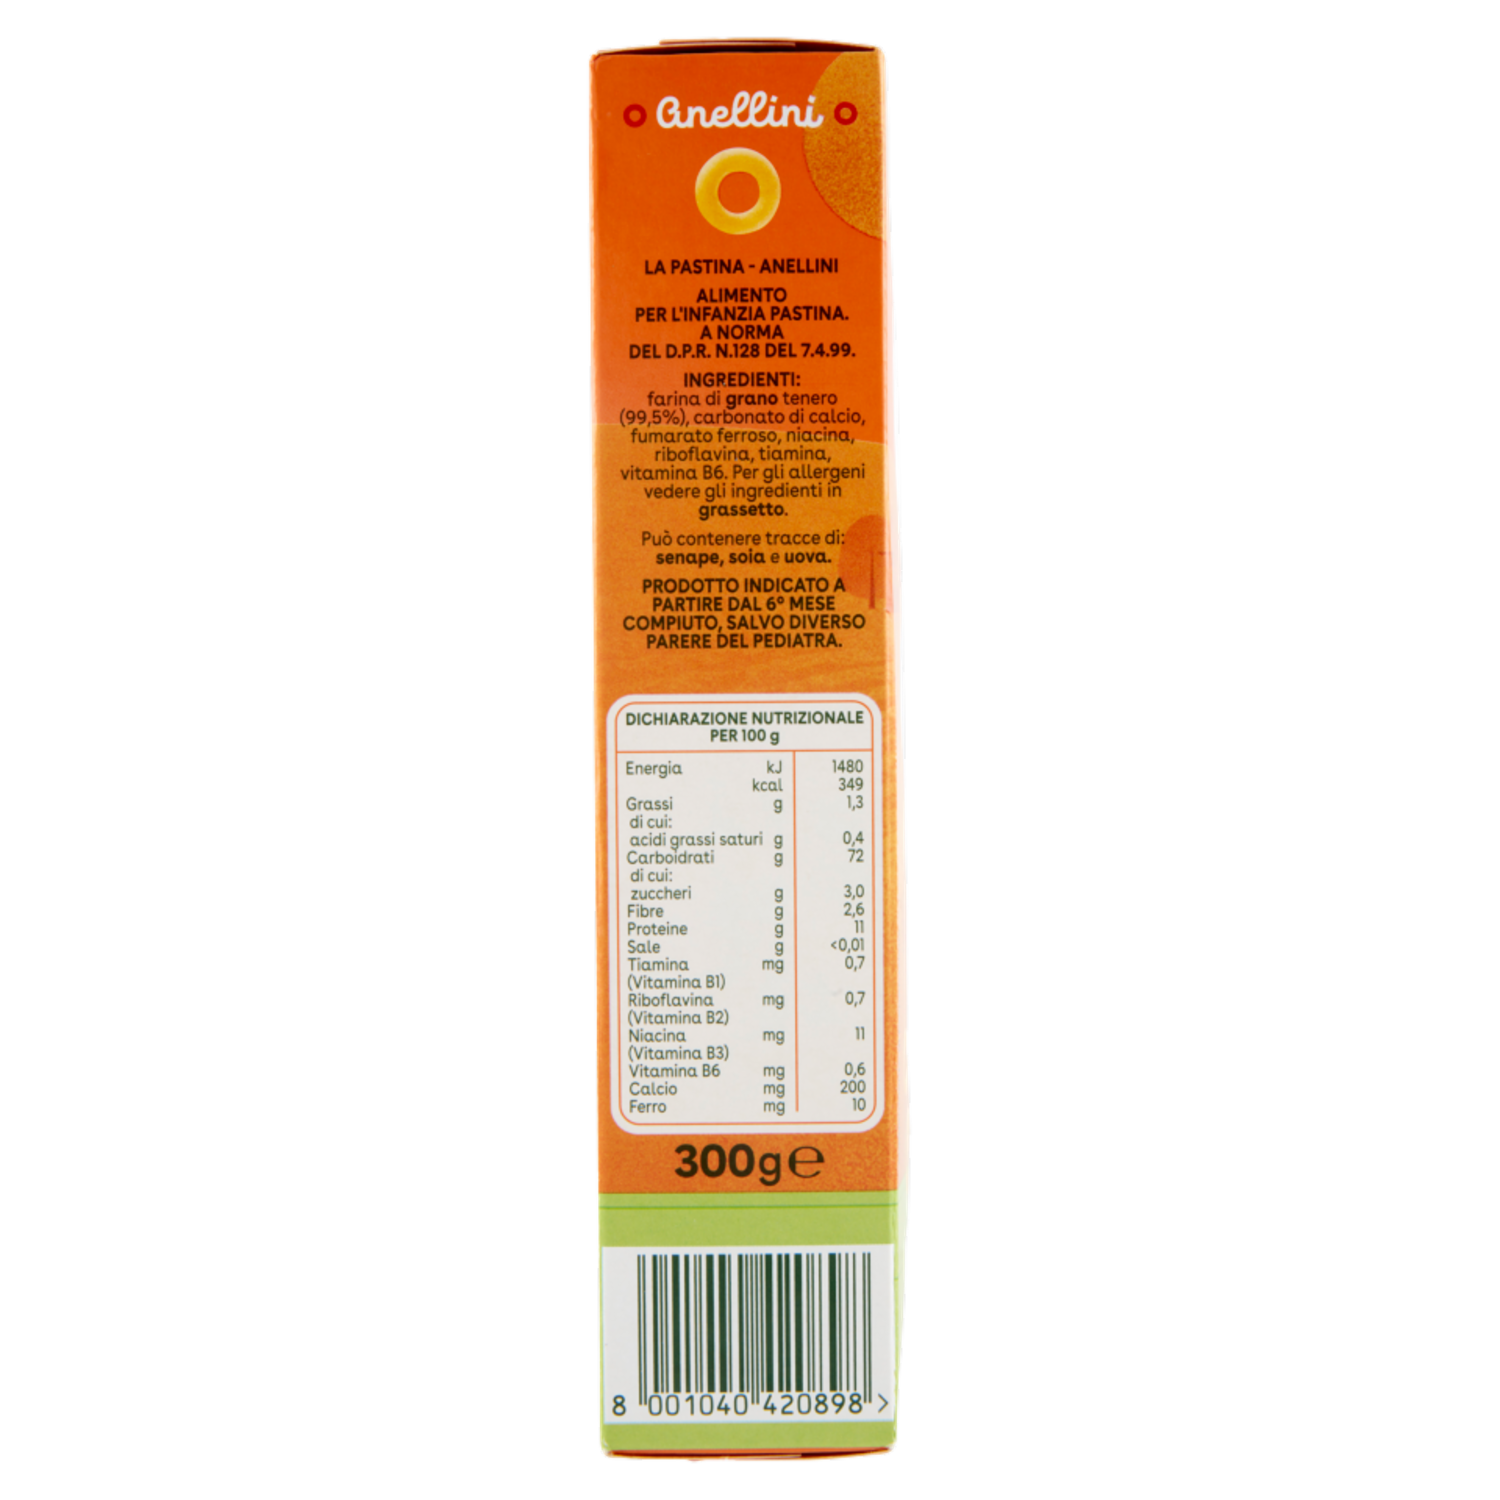 Anellini
LA PASTINA - ANELLINI
ALIMENTO
PER L'INFANZIA PASTINA.
A NORMA
DEL D.P.R. N.128 DEL 7.4.99.
INGREDIENTI:
farina di grano tenero
(99,5%), carbonato di calcio,
fumarato ferroso, niacina,
riboflavina, tiamina,
vitamina B6. Per gli allergeni
vedere gli ingredienti in
grassetto.
Può contenere tracce di:
senape, soia e uova.
PRODOTTO INDICATO A
PARTIRE DAL 6° MESE
COMPIUTO, SALVO DIVERSO
PARERE DEL PEDIATRA.
DICHIARAZIONE NUTRIZIONALE
PER 100 g
Energia kJ 1480
kcal 349
Grassi g 1,3
di cui:
acidi grassi saturi g 0,4
Carboidrati g 72
di cui:
zuccheri g 3,0
Fibre g 2,6
Proteine g 11
Sale g <0,01
Tiamina mg 0,7
(Vitamina B1)
Riboflavina mg 0,7
(Vitamina B2)
Niacina mg 11
(Vitamina B3)
Vitamina B6 mg 0,6
Calcio mg 200
Ferro mg 10
300g℮
8 001040 420898 >